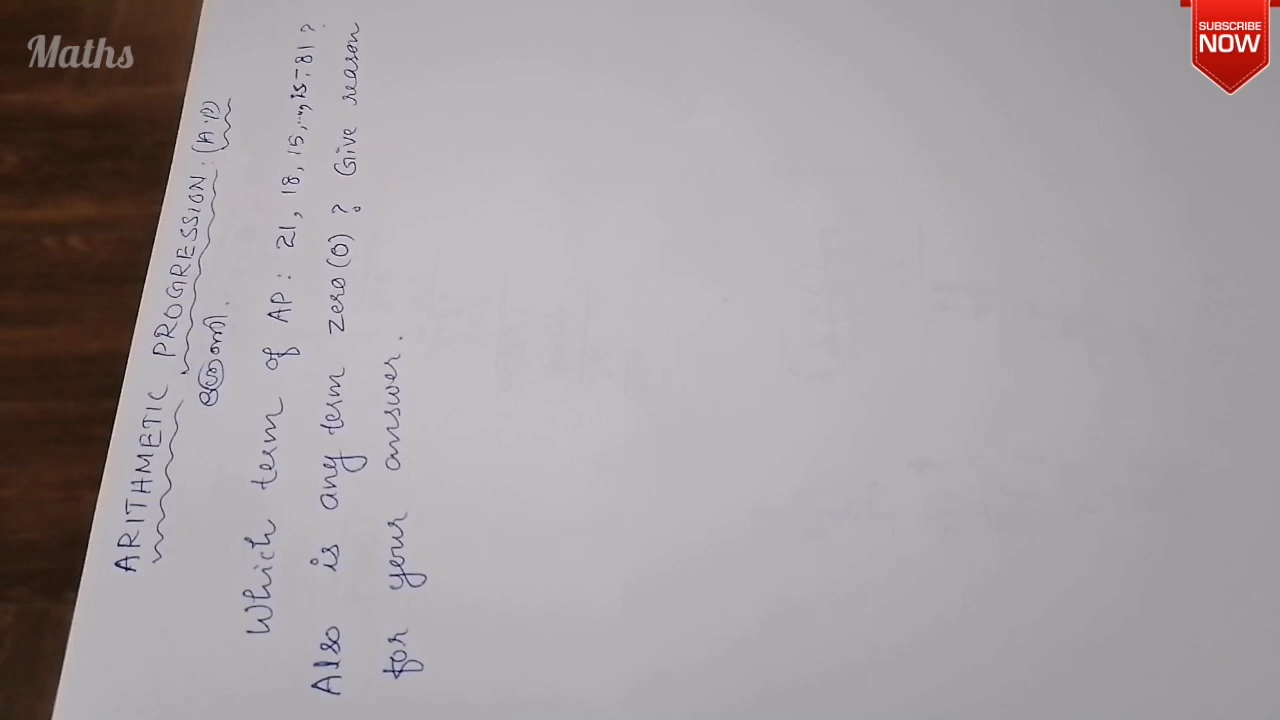 Maths
SUBSCRIBE
NOW
ARITHMETIC PROGRESSION : (A.P)
Which term of AP : 21, 18, 15,..., is -81 ?
Also is any term zero (0) ? Give reason
for your answer.